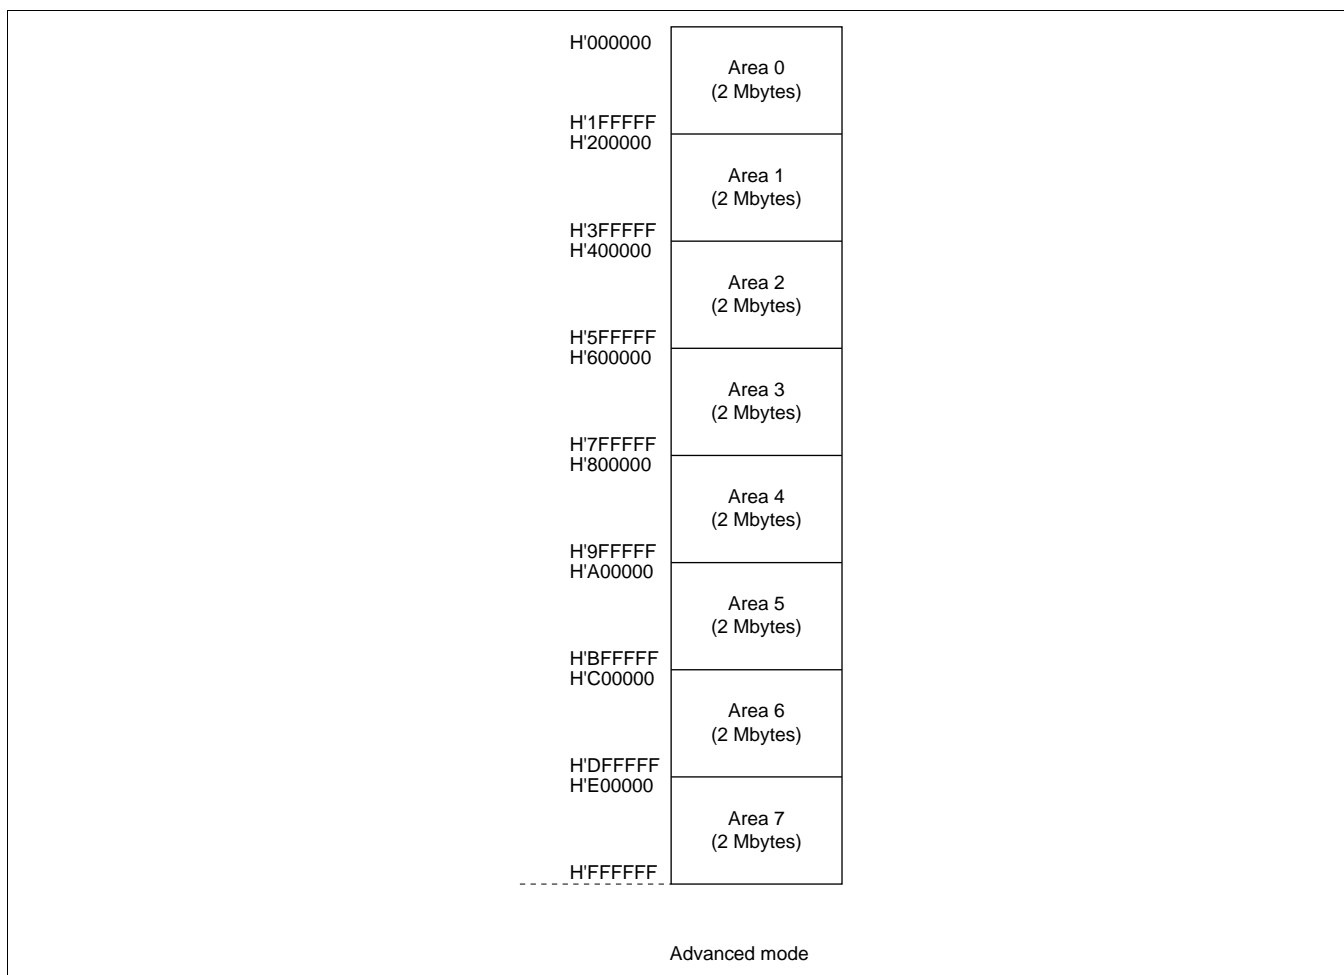 H'000000
Area 0
(2 Mbytes)
H'1FFFFF
H'200000
Area 1
(2 Mbytes)
H'3FFFFF
H'400000
Area 2
(2 Mbytes)
H'5FFFFF
H'600000
Area 3
(2 Mbytes)
H'7FFFFF
H'800000
Area 4
(2 Mbytes)
H'9FFFFF
H'A00000
Area 5
(2 Mbytes)
H'BFFFFF
H'C00000
Area 6
(2 Mbytes)
H'DFFFFF
H'E00000
Area 7
(2 Mbytes)
H'FFFFFF
Advanced mode